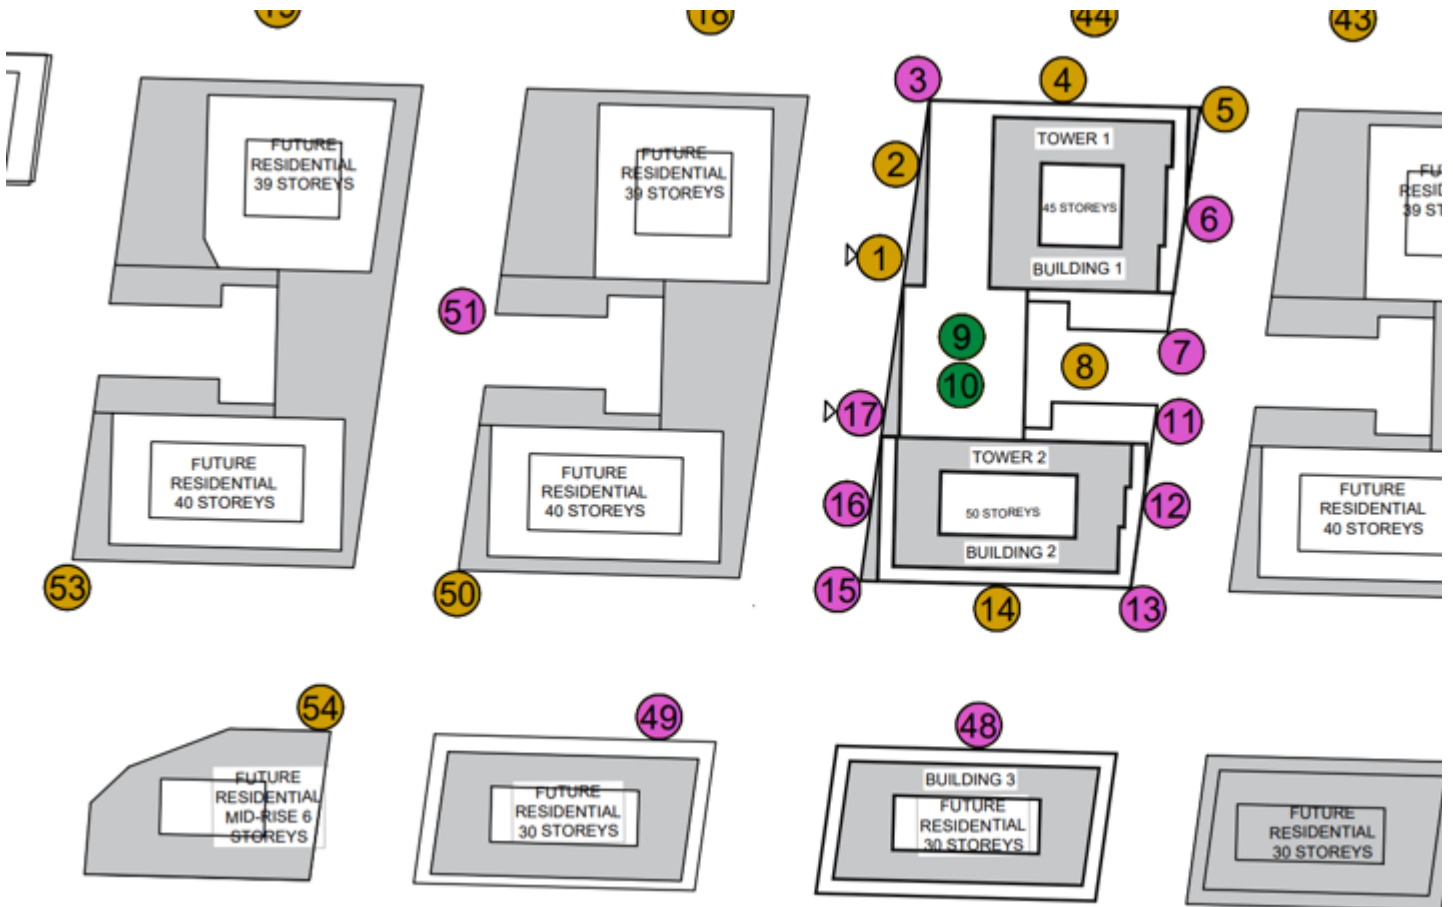 18
44
43
3
4
5
2
TOWER 1
45 STOREYS
BUILDING 1
6
1
FUTURE
RESIDENTIAL
39 STOREYS
FUTURE
RESIDENTIAL
39 STOREYS
51
9
10
8
7
17
11
FUTURE
RESIDENTIAL
40 STOREYS
FUTURE
RESIDENTIAL
40 STOREYS
16
TOWER 2
50 STOREYS
BUILDING 2
12
FUTURE
RESIDENTIAL
40 STOREYS
53
50
15
14
13
54
49
48
FUTURE
RESIDENTIAL
MID-RISE 6
STOREYS
FUTURE
RESIDENTIAL
30 STOREYS
BUILDING 3
FUTURE
RESIDENTIAL
30 STOREYS
FUTURE
RESIDENTIAL
30 STOREYS